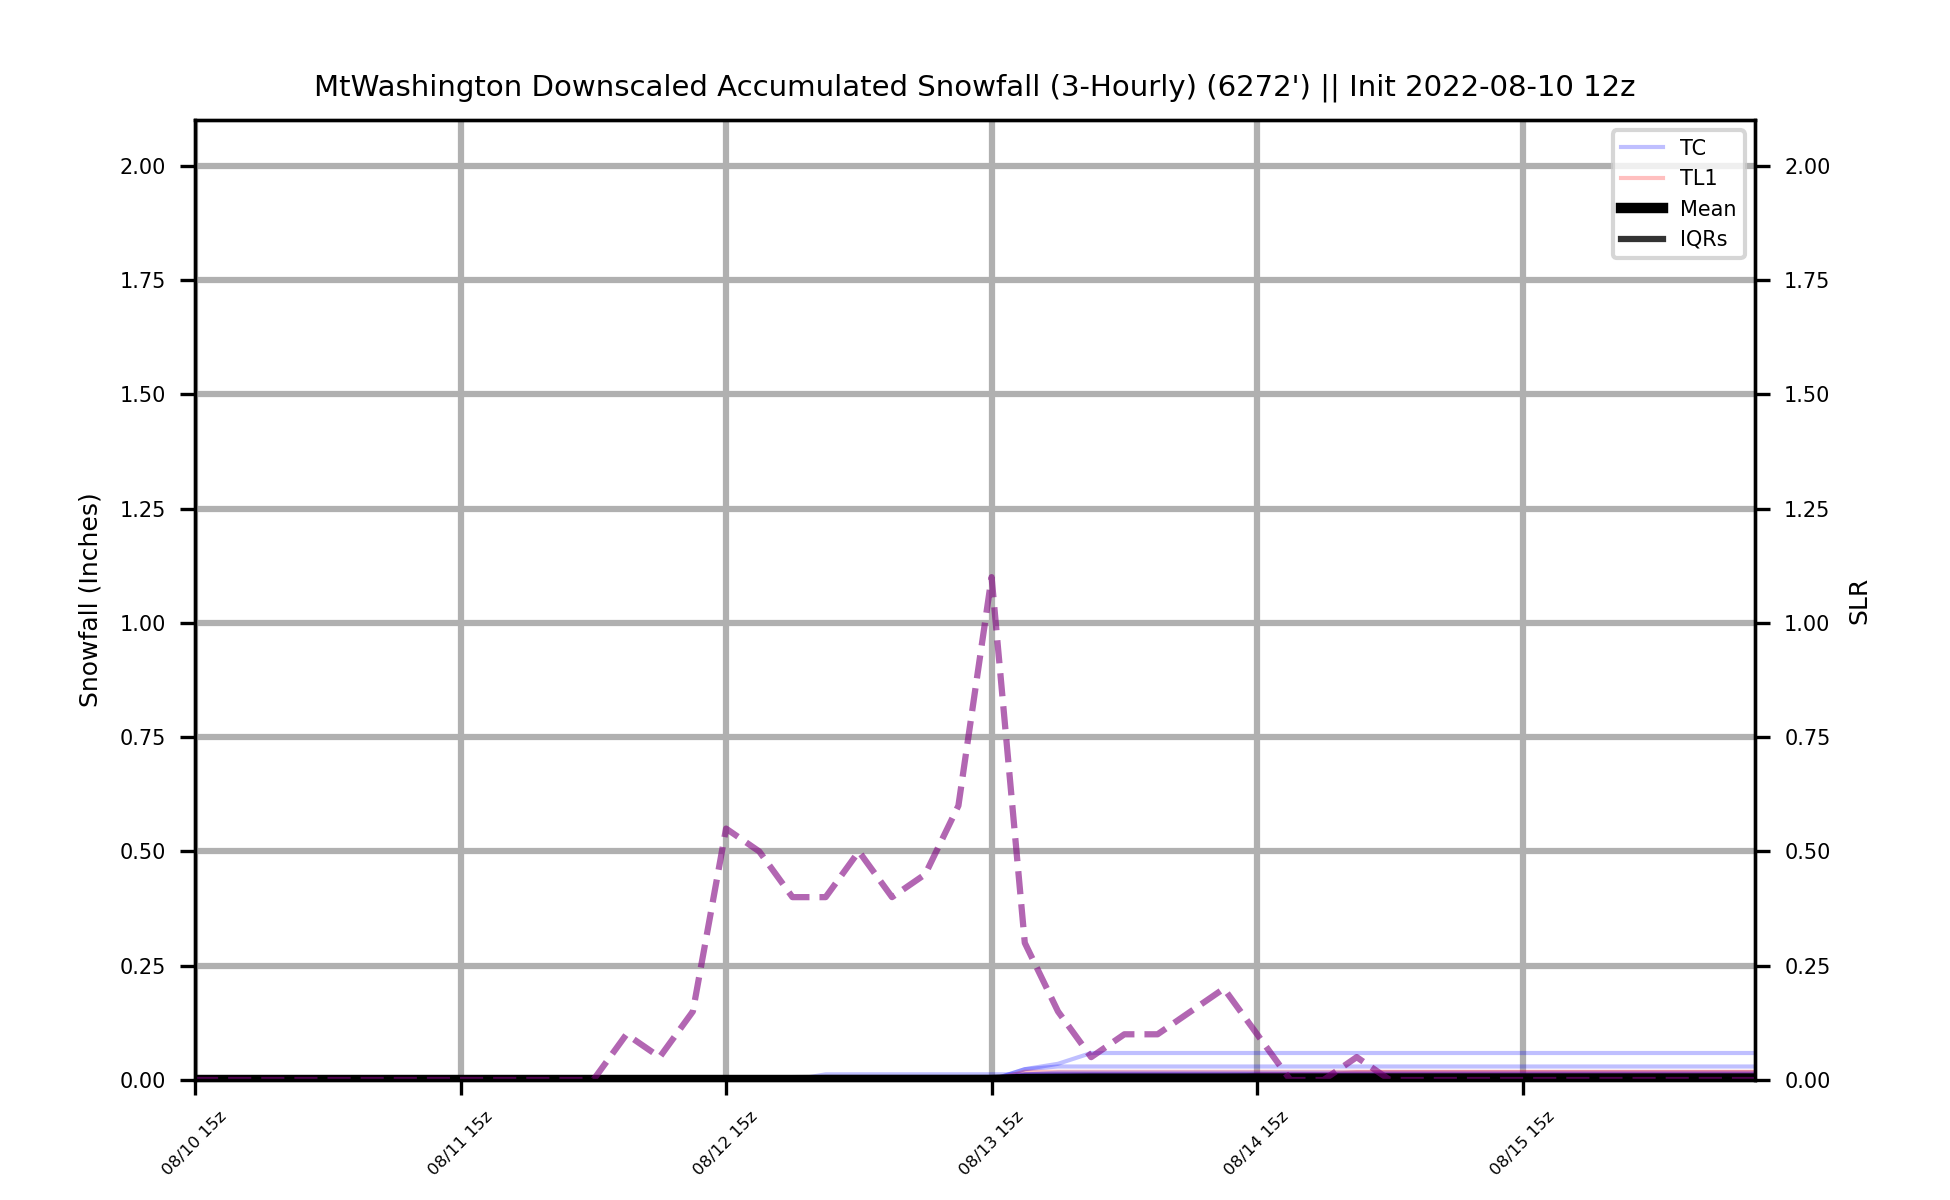 MtWashington Downscaled Accumulated Snowfall (3-Hourly) (6272') || Init 2022-08-10 12z
TC
TL1
Mean
IQRs
Snowfall (Inches)
2.00
1.75
1.50
1.25
1.00
0.75
0.50
0.25
0.00
2.00
1.75
1.50
1.25
1.00
0.75
0.50
0.25
0.00
SLR
08/10 15z
08/11 15z
08/12 15z
08/13 15z
08/14 15z
08/15 15z